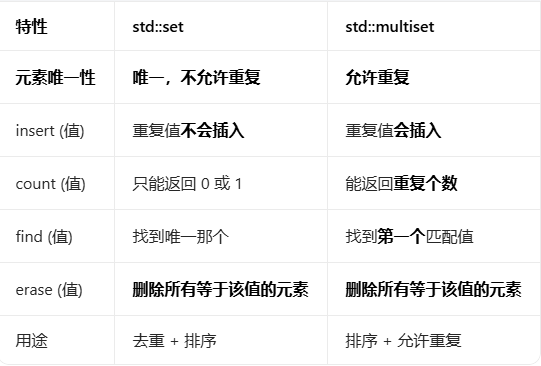 特性 std::set std::multiset
元素唯一性 唯一，不允许重复 允许重复
insert (值) 重复值不会插入 重复值会插入
count (值) 只能返回 0 或 1 能返回重复个数
find (值) 找到唯一那个 找到第一个匹配值
erase (值) 删除所有等于该值的元素 删除所有等于该值的元素
用途 去重 + 排序 排序 + 允许重复